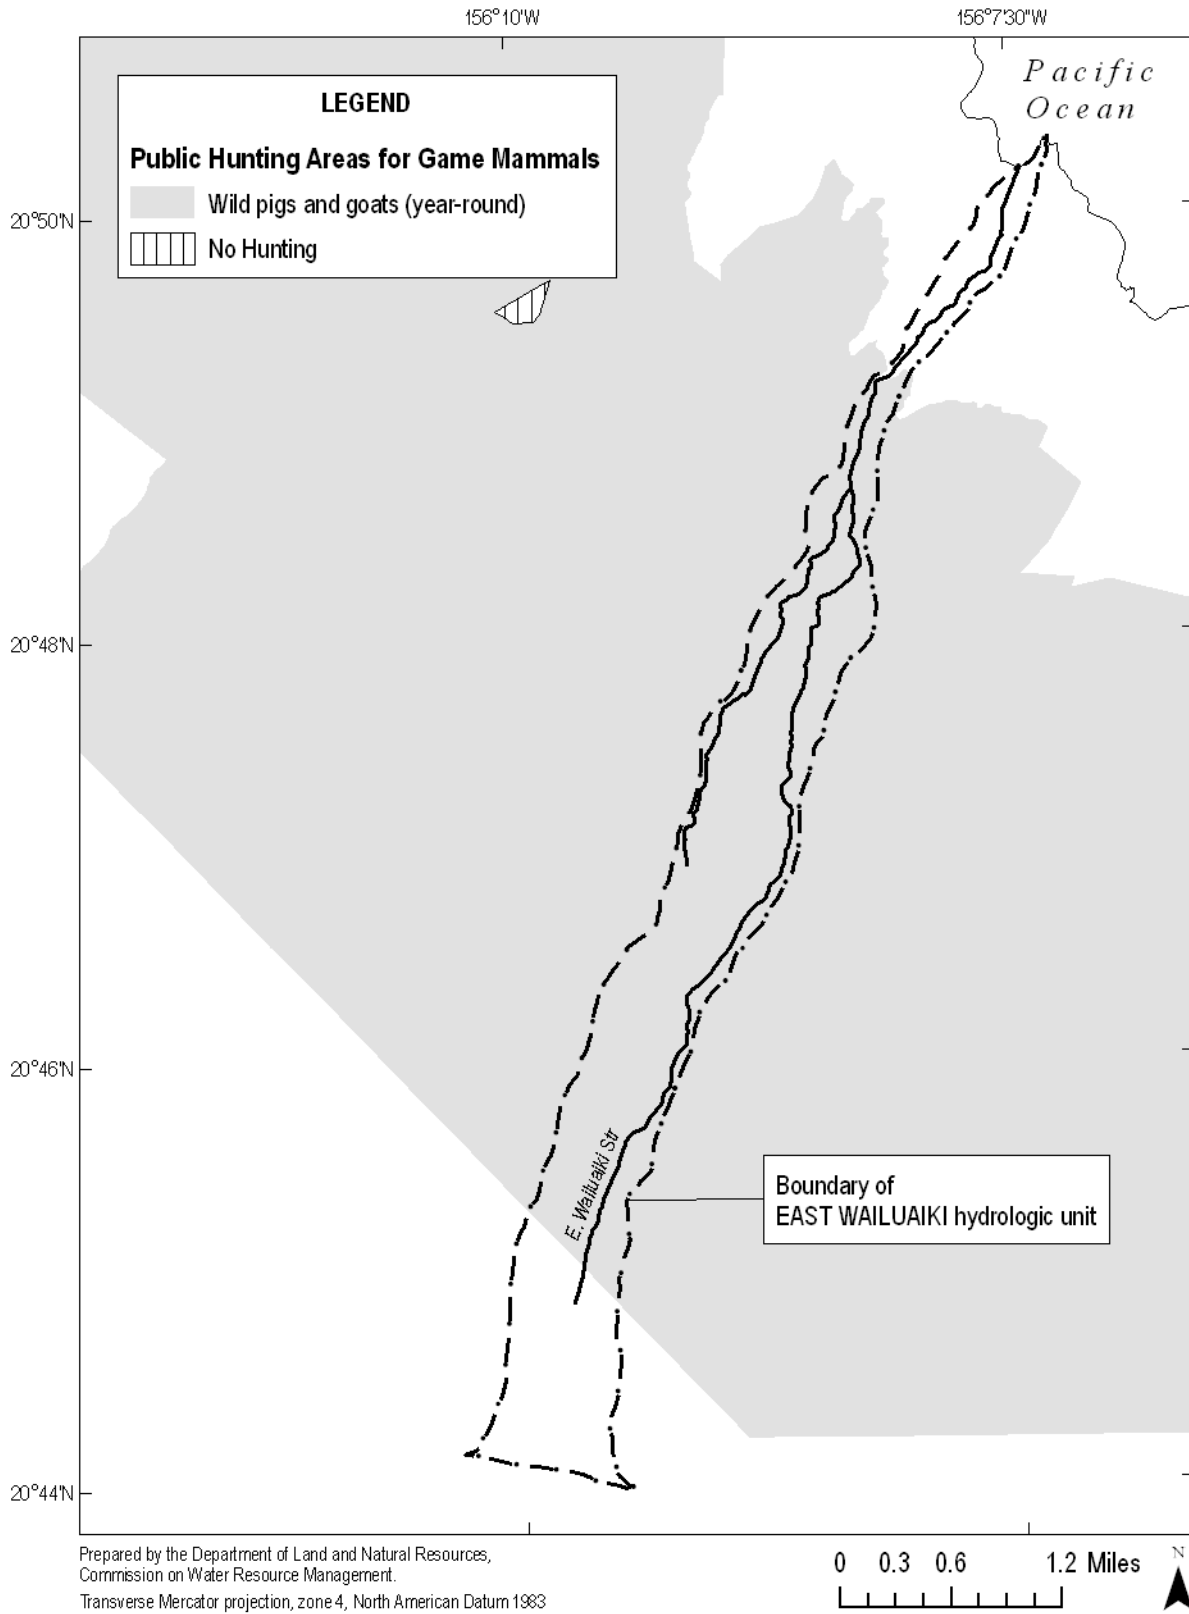 156°10'W
156°7'30"W
Pacific
Ocean
LEGEND
Public Hunting Areas for Game Mammals
Wild pigs and goats (year-round)
No Hunting
20°50'N
20°48'N
20°46'N
E. Wailuaiki Str
Boundary of
EAST WAILUAIKI hydrologic unit
20°44'N
Prepared by the Department of Land and Natural Resources,
Commission on Water Resource Management.
Transverse Mercator projection, zone 4, North American Datum 1983
0 0.3 0.6 1.2 Miles
N